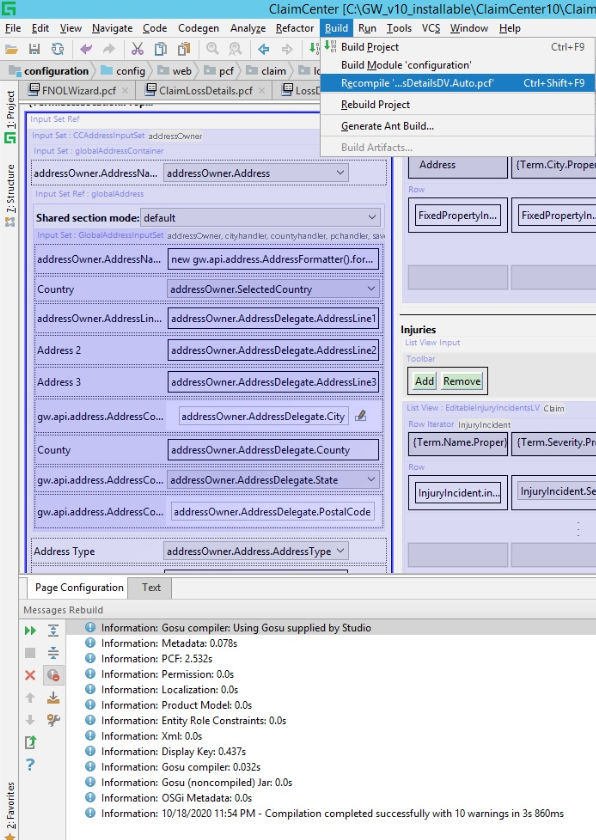 ClaimCenter [C:\GW_v10_installable\ClaimCenter10\Claim
File Edit View Navigate Code Codegen Analyze Refactor Build Run Tools VCS Window Help
configuration config web pcf claim
Build Project Ctrl+F9
Build Module 'configuration'
Recompile '...sDetailsDV.Auto.pcf' Ctrl+Shift+F9
Rebuild Project
Generate Ant Build...
Build Artifacts...
FNOLWizard.pcf ClaimLossDetails.pcf LossD
1: Project
Z: Structure
2: Favorites
Input Set Ref
Input Set : CCAddressInputSet addressOwner
Input Set : globalAddressContainer
addressOwner.AddressNa... addressOwner.Address
Input Set Ref : globalAddress
Shared section mode: default
Input Set : GlobalAddressInputSet addressOwner, cityhandler, countyhandler, pchandler, sav
addressOwner.AddressNa... new gw.api.address.AddressFormatter().for...
Country addressOwner.SelectedCountry
addressOwner.AddressLin... addressOwner.AddressDelegate.AddressLine1
Address 2 addressOwner.AddressDelegate.AddressLine2
Address 3 addressOwner.AddressDelegate.AddressLine3
gw.api.address.AddressCo... addressOwner.AddressDelegate.City
County addressOwner.AddressDelegate.County
gw.api.address.AddressCo... addressOwner.AddressDelegate.State
gw.api.address.AddressCo... addressOwner.AddressDelegate.PostalCode
Address Type addressOwner.Address.AddressType
Address {Term.City.Prope
Row
FixedPropertyIn... FixedPropertyIn...
Injuries
List View Input
Toolbar
Add Remove
List View : EditableInjuryIncidentsLV Claim
Row Iterator InjuryIncident
{Term.Name.Proper} {Term.Severity.Pr
Row
InjuryIncident.in... InjuryIncident.Se
Page Configuration Text
Messages Rebuild
Information: Gosu compiler: Using Gosu supplied by Studio
Information: Metadata: 0.078s
Information: PCF: 2.532s
Information: Permission: 0.0s
Information: Localization: 0.0s
Information: Product Model: 0.0s
Information: Entity Role Constraints: 0.0s
Information: Xml: 0.0s
Information: Display Key: 0.437s
Information: Gosu compiler: 0.032s
Information: Gosu (noncompiled) Jar: 0.0s
Information: OSGi Metadata: 0.0s
Information: 10/18/2020 11:54 PM - Compilation completed successfully with 10 warnings in 3s 860ms